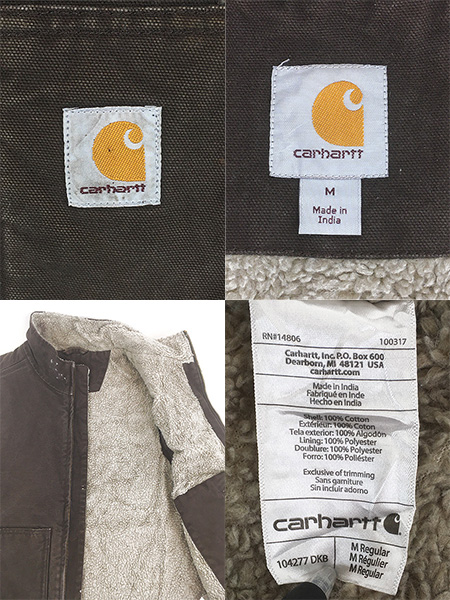 carhartt
carhartt
M
Made in
India
RN#14806 100317
Carhartt, Inc. P.O. Box 600
Dearborn, MI 48121 USA
carhartt.com
Made in India
Fabriqué en Inde
Hecho en India
Shell: 100% Cotton
Extérieur: 100% Coton
Tela exterior: 100% Algodón
Lining: 100% Polyester
Doublure: 100% Polyester
Forro: 100% Poliéster
Exclusive of trimming
Sans garniture
Sin incluir adorno
carhartt
104277 DKB
M Regular
M Régulier
M Regular